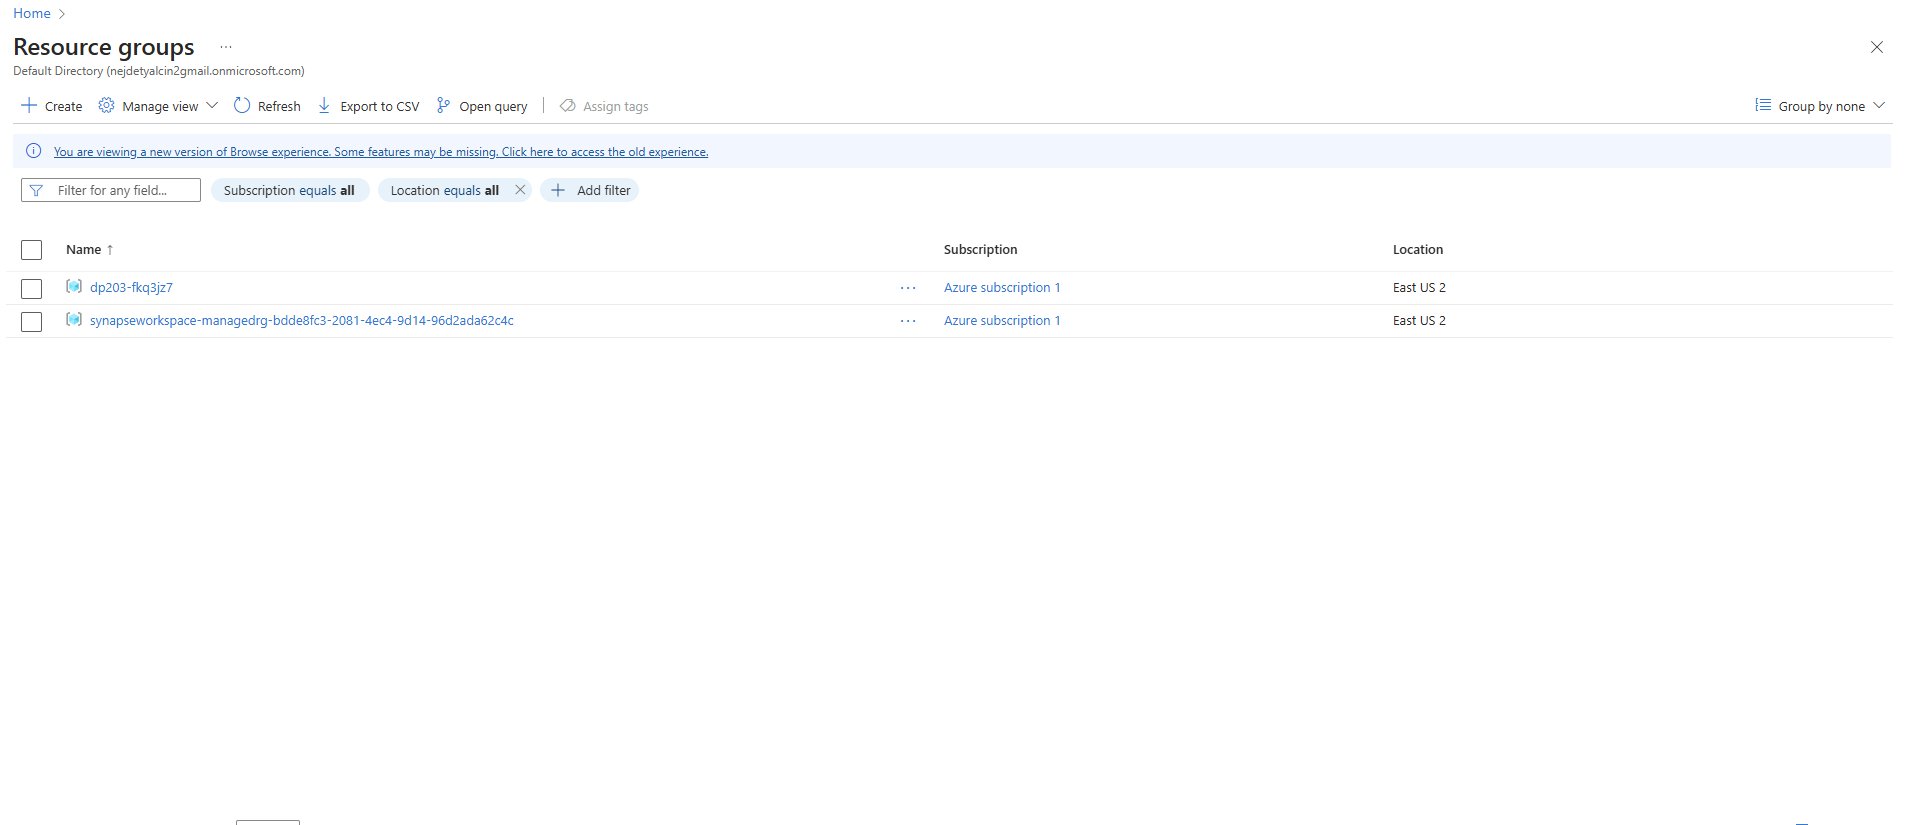 Home
Resource groups
Default Directory (nejdetyalcin2gmail.onmicrosoft.com)
Create Manage view Refresh Export to CSV Open query Assign tags Group by none
You are viewing a new version of Browse experience. Some features may be missing. Click here to access the old experience.
Filter for any field... Subscription equals all Location equals all Add filter
Name ↑ Subscription Location
dp203-fkq3jz7 ... Azure subscription 1 East US 2
synapseworkspace-managedrg-bdde8fc3-2081-4ec4-9d14-96d2ada62c4c ... Azure subscription 1 East US 2